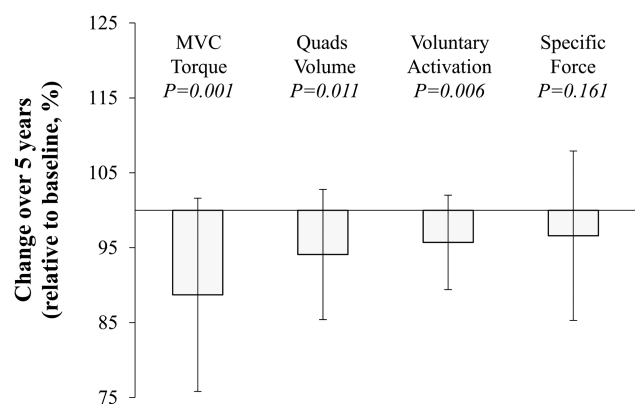 Change over 5 years
(relative to baseline, %)
125
115
105
95
85
75
MVC
Torque
P=0.001
Quads
Volume
P=0.011
Voluntary
Activation
P=0.006
Specific
Force
P=0.161